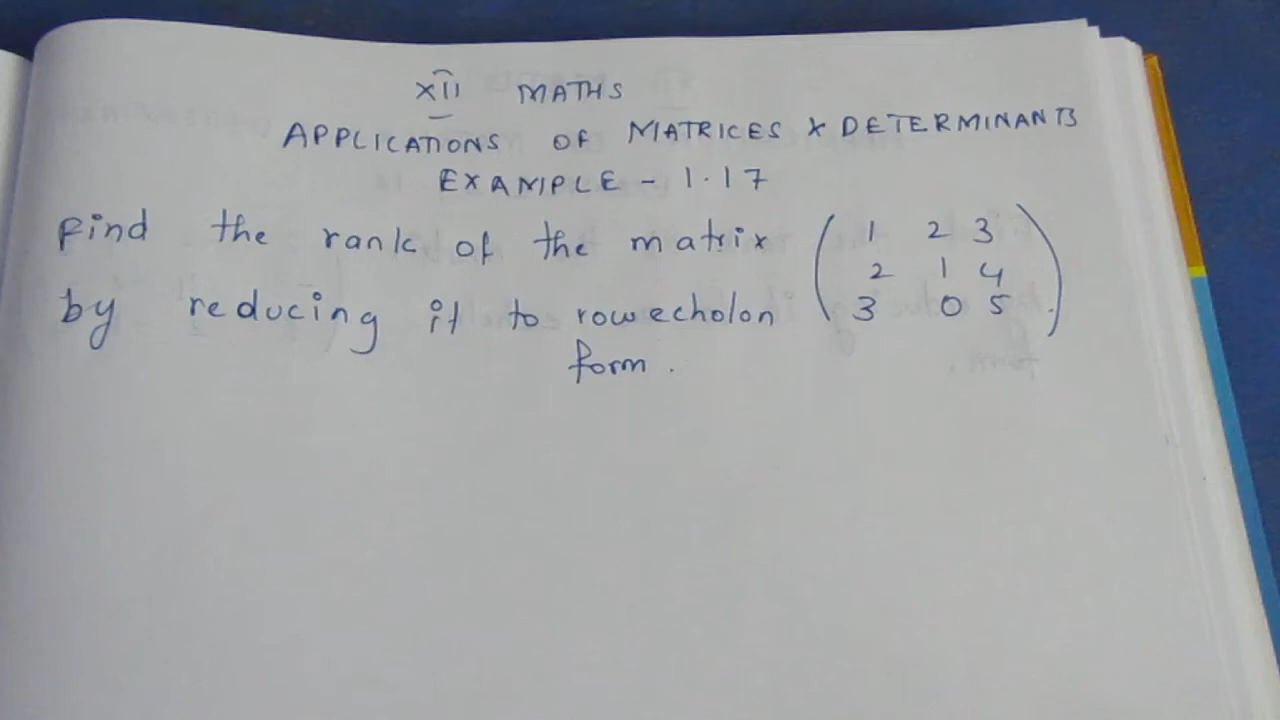 XII MATHS
APPLICATIONS OF MATRICES & DETERMINANTS
EXAMPLE - 1.17
Find the rank of the matrix ( 1 2 3
2 1 4
by reducing it to row echolon 3 0 5 ).
form.